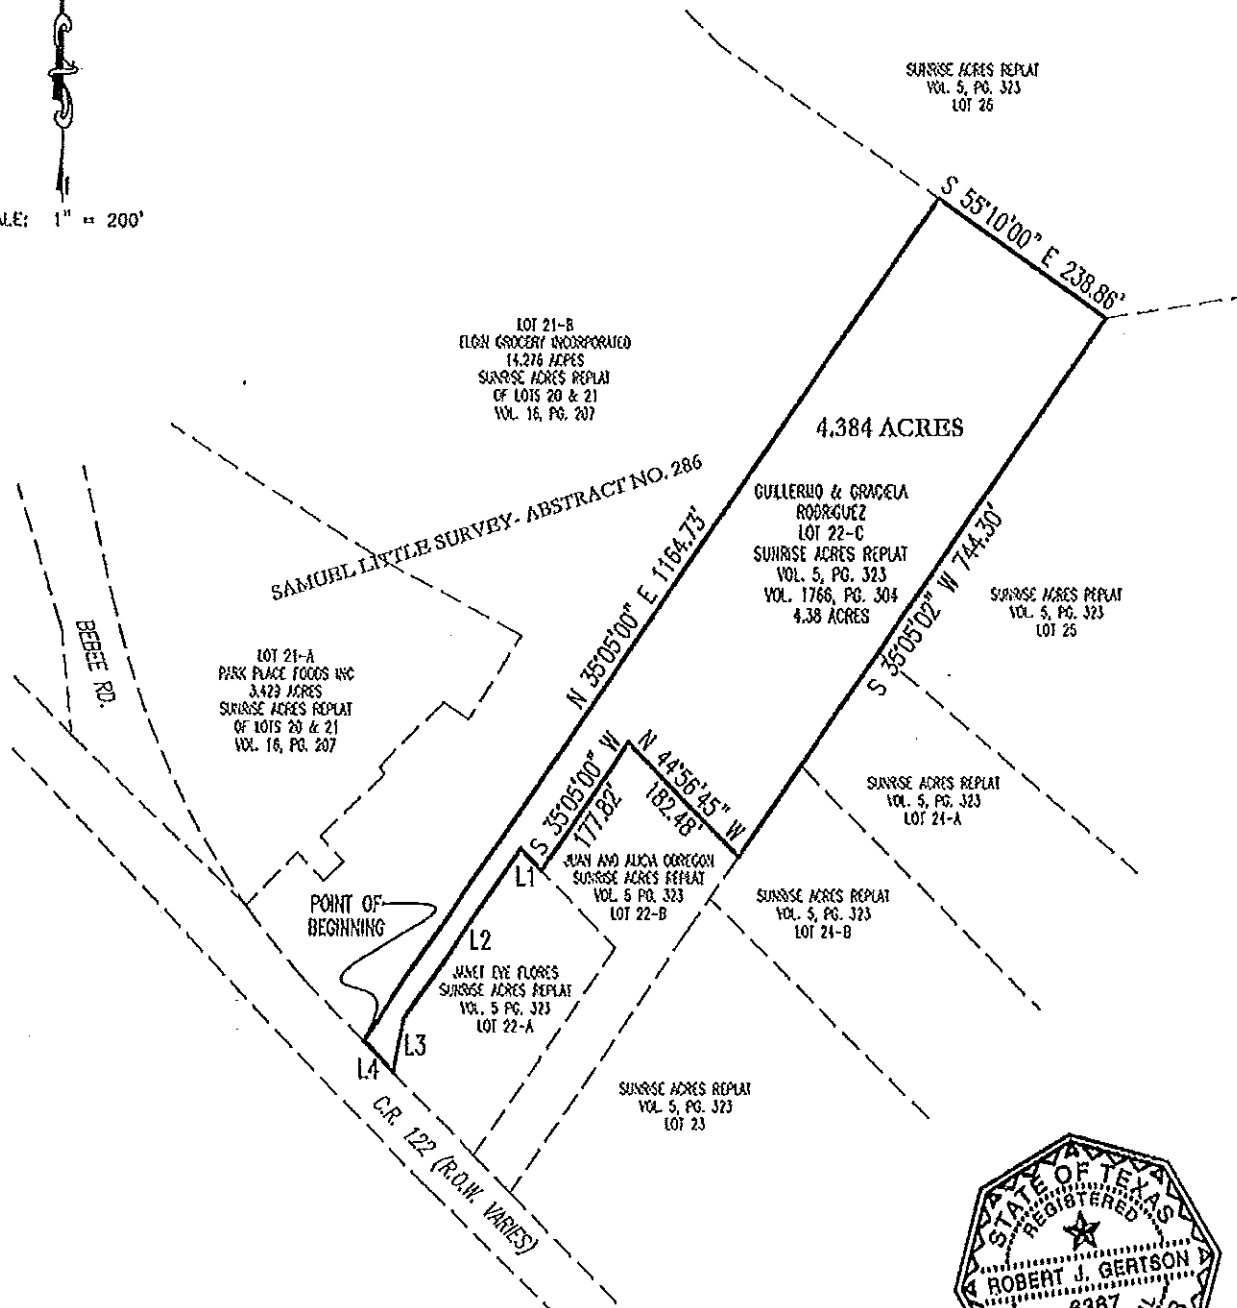 ALE: 1" = 200'
SUNRISE ACRES REPLAT
VOL. 5, PG. 323
LOT 26
S 55°10'00" E 238.86'
LOT 21-B
ELGIN GROCERY INCORPORATED
14.276 ACRES
SUNRISE ACRES REPLAT
OF LOTS 20 & 21
VOL. 16, PG. 207
4.384 ACRES
SAMUEL LITTLE SURVEY- ABSTRACT NO. 286
GUILLERMO & GRACIELA
RODRIGUEZ
LOT 22-C
SUNRISE ACRES REPLAT
VOL. 5, PG. 323
VOL. 1766, PG. 304
4.38 ACRES
N 35°05'00" E 1164.73'
S 35°05'02" W 744.30'
SUNRISE ACRES REPLAT
VOL. 5, PG. 323
LOT 25
BEBEE RD.
LOT 21-A
PARK PLACE FOODS INC
3.429 ACRES
SUNRISE ACRES REPLAT
OF LOTS 20 & 21
VOL. 16, PG. 207
S 35°05'00" W
177.82'
N 44°56'45" W
182.48'
SUNRISE ACRES REPLAT
VOL. 5, PG. 323
LOT 24-A
L1
JUAN AND ALICIA OBREGON
SUNRISE ACRES REPLAT
VOL. 5 PG. 323
LOT 22-B
SUNRISE ACRES REPLAT
VOL. 5, PG. 323
LOT 24-B
POINT OF
BEGINNING
L2
JANET EVE FLORES
SUNRISE ACRES REPLAT
VOL. 5 PG. 323
LOT 22-A
L3
L4
C.R. 122 (R.O.W. VARIES)
SUNRISE ACRES REPLAT
VOL. 5, PG. 323
LOT 23
STATE OF TEXAS
REGISTERED
ROBERT J. GERTSON
6367